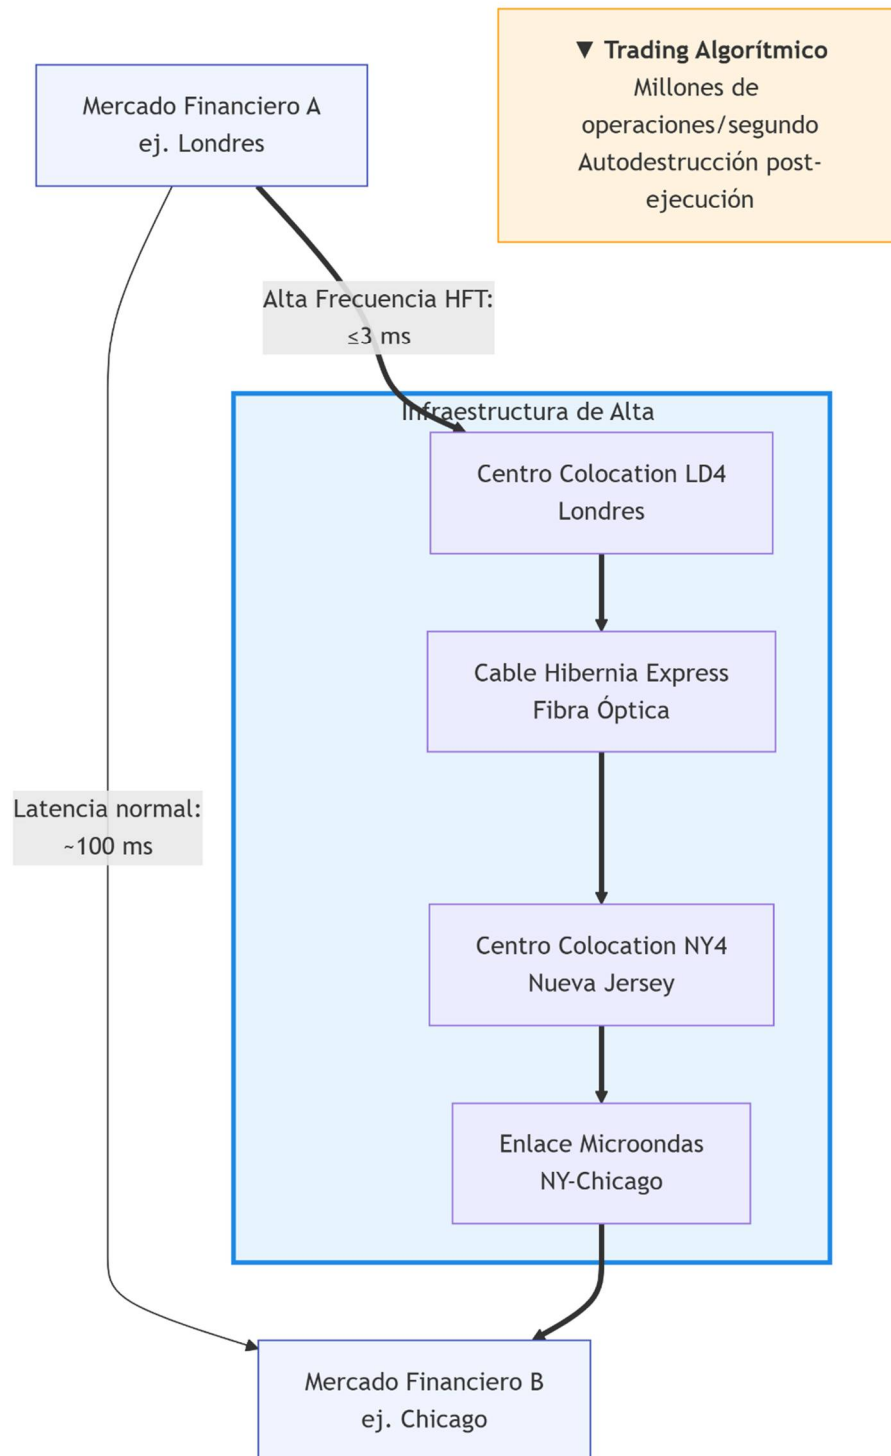 ▼ Trading Algorítmico
Millones de
operaciones/segundo
Autodestrucción post-
ejecución
Mercado Financiero A
ej. Londres
Alta Frecuencia HFT:
≤3 ms
Infraestructura de Alta
Centro Colocation LD4
Londres
Cable Hibernia Express
Fibra Óptica
Latencia normal:
~100 ms
Centro Colocation NY4
Nueva Jersey
Enlace Microondas
NY-Chicago
Mercado Financiero B
ej. Chicago